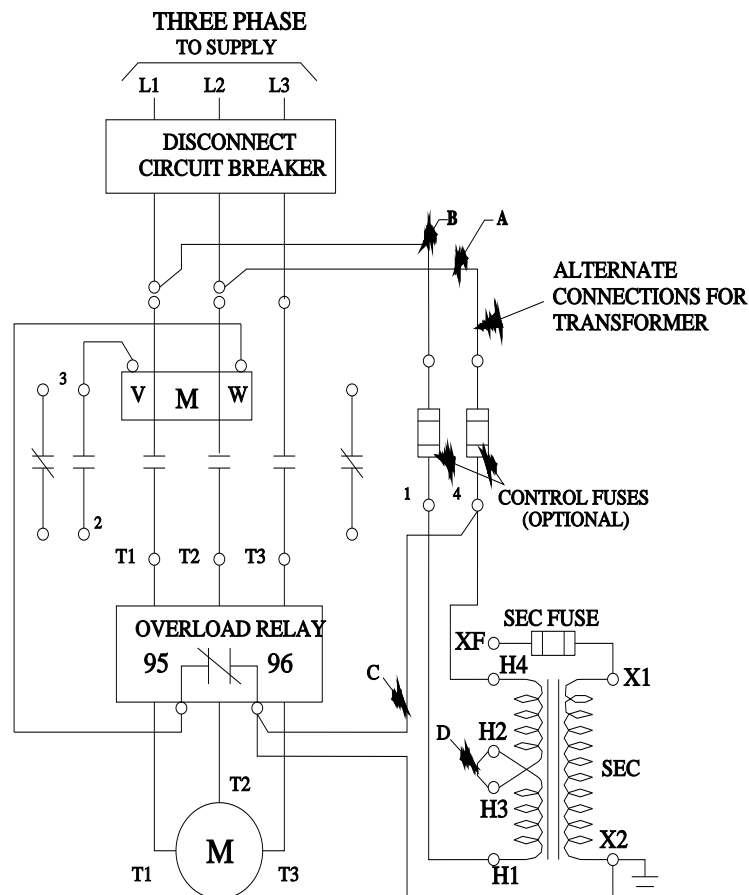 THREE PHASE
TO SUPPLY
L1 L2 L3
DISCONNECT
CIRCUIT BREAKER
B A
ALTERNATE
CONNECTIONS FOR
TRANSFORMER
3
V M W
1 4
CONTROL FUSES
(OPTIONAL)
2
T1 T2 T3
OVERLOAD RELAY
95 96
SEC FUSE
XF
H4 X1
C
D H2
SEC
H3
T2
M
X2
T1 T3 H1